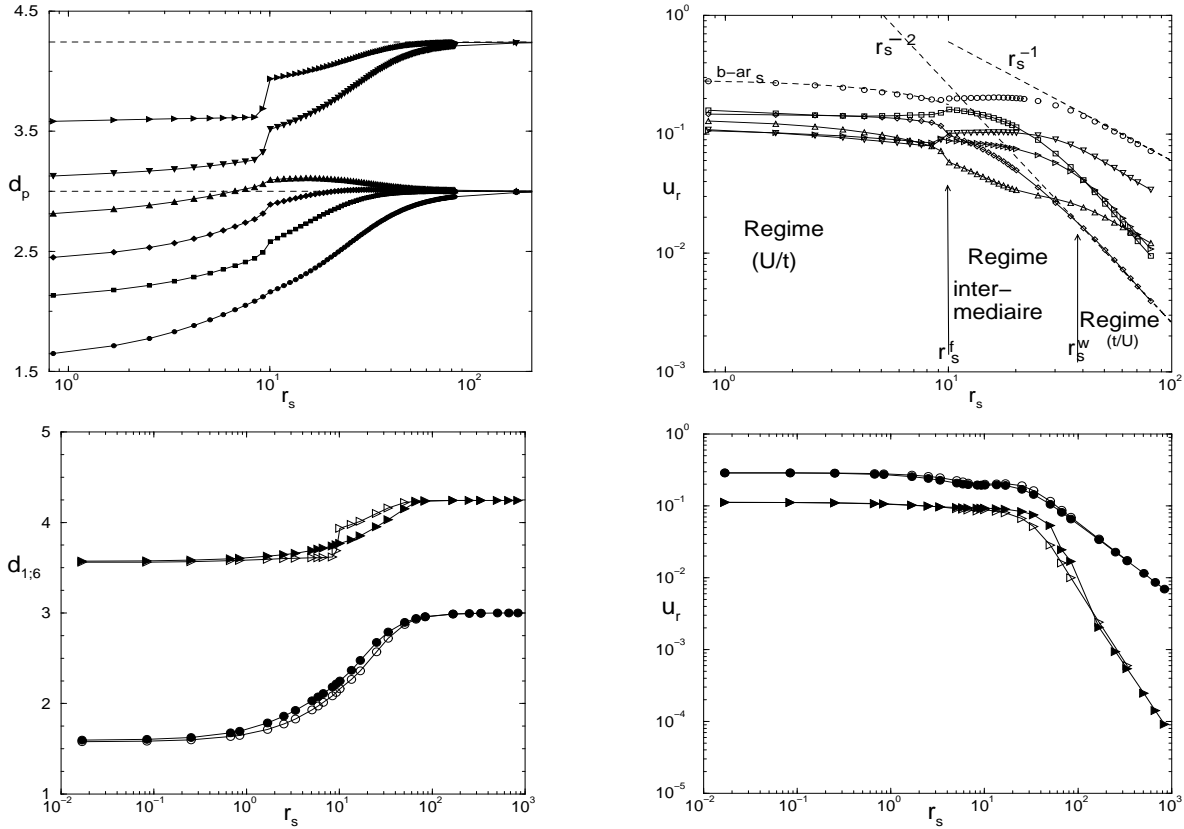 4.5
3.5
2.5
1.5
d_p
10^0
10^1
10^2
r_s
10^0
10^-1
10^-2
10^-3
u_r
b-ar_s
r_s^-2
r_s^-1
Regime
(U/t)
Regime
inter-
mediaire
Regime
(t/U)
r_s^f
r_s^w
10^0
10^1
10^2
r_s
5
4
3
2
1
d_1;6
10^-2
10^-1
10^0
10^1
10^2
10^3
r_s
10^0
10^-1
10^-2
10^-3
10^-4
10^-5
u_r
10^-2
10^-1
10^0
10^1
10^2
10^3
r_s